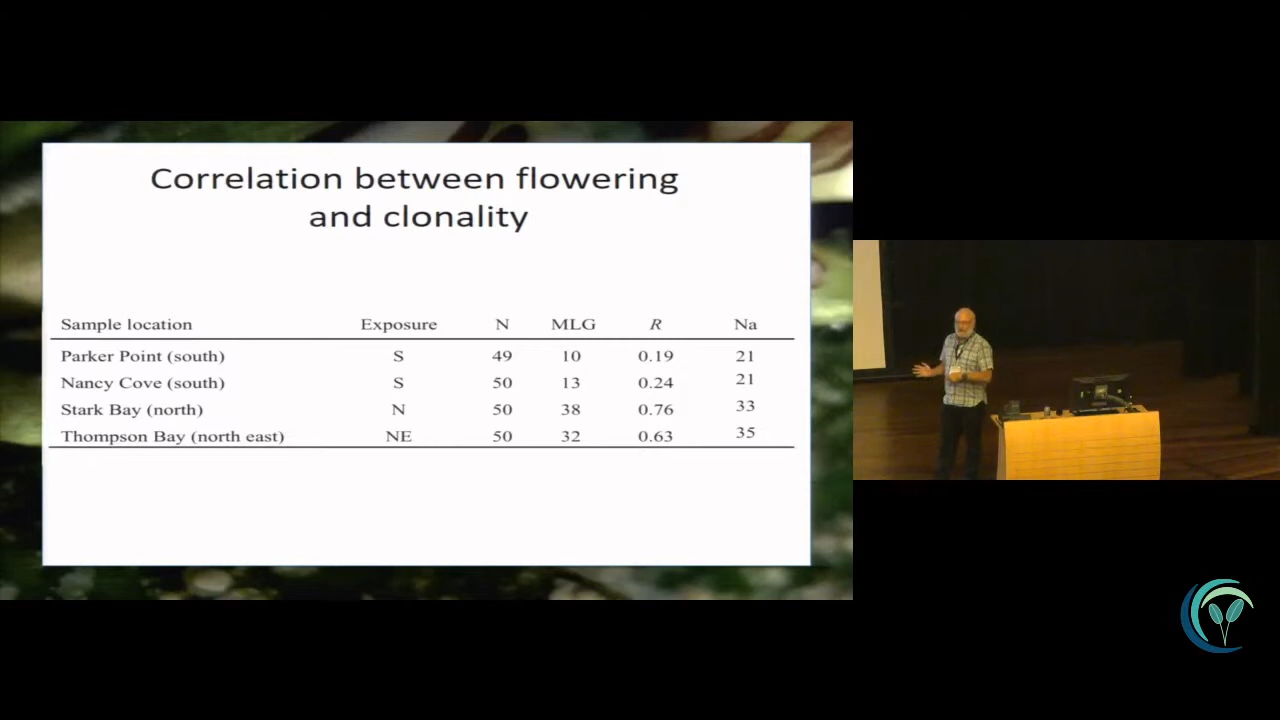 Correlation between flowering
and clonality
Sample location Exposure N MLG R Na
Parker Point (south) S 49 10 0.19 21
Nancy Cove (south) S 50 13 0.24 21
Stark Bay (north) N 50 38 0.76 33
Thompson Bay (north east) NE 50 32 0.63 35